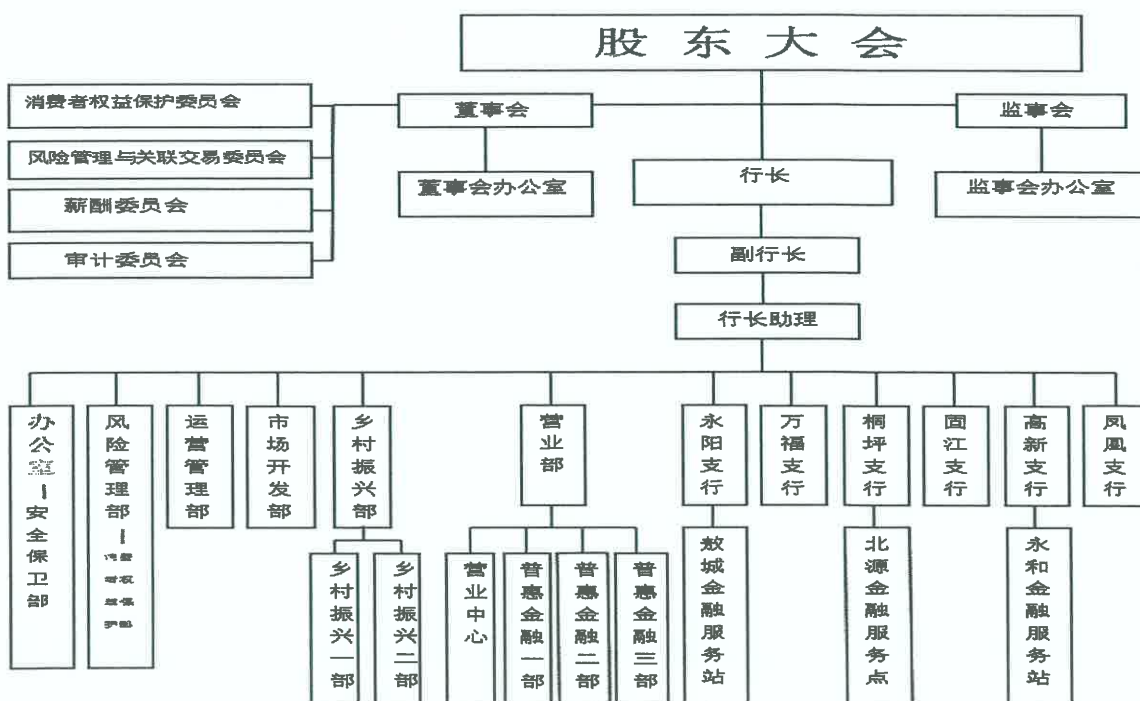 股东大会
消费者权益保护委员会
董事会
监事会
风险管理与关联交易委员会
董事会办公室
行长
监事会办公室
薪酬委员会
审计委员会
副行长
行长助理
办公室-安全保卫部
风险管理部-消费者权益保护部
运营管理部
市场开发部
乡村振兴部
营业部
永阳支行
万福支行
桐坪支行
固江支行
高新支行
凤凰支行
乡村振兴一部
乡村振兴二部
营业中心
普惠金融一部
普惠金融二部
普惠金融三部
敖城金融服务站
北源金融服务点
永和金融服务站